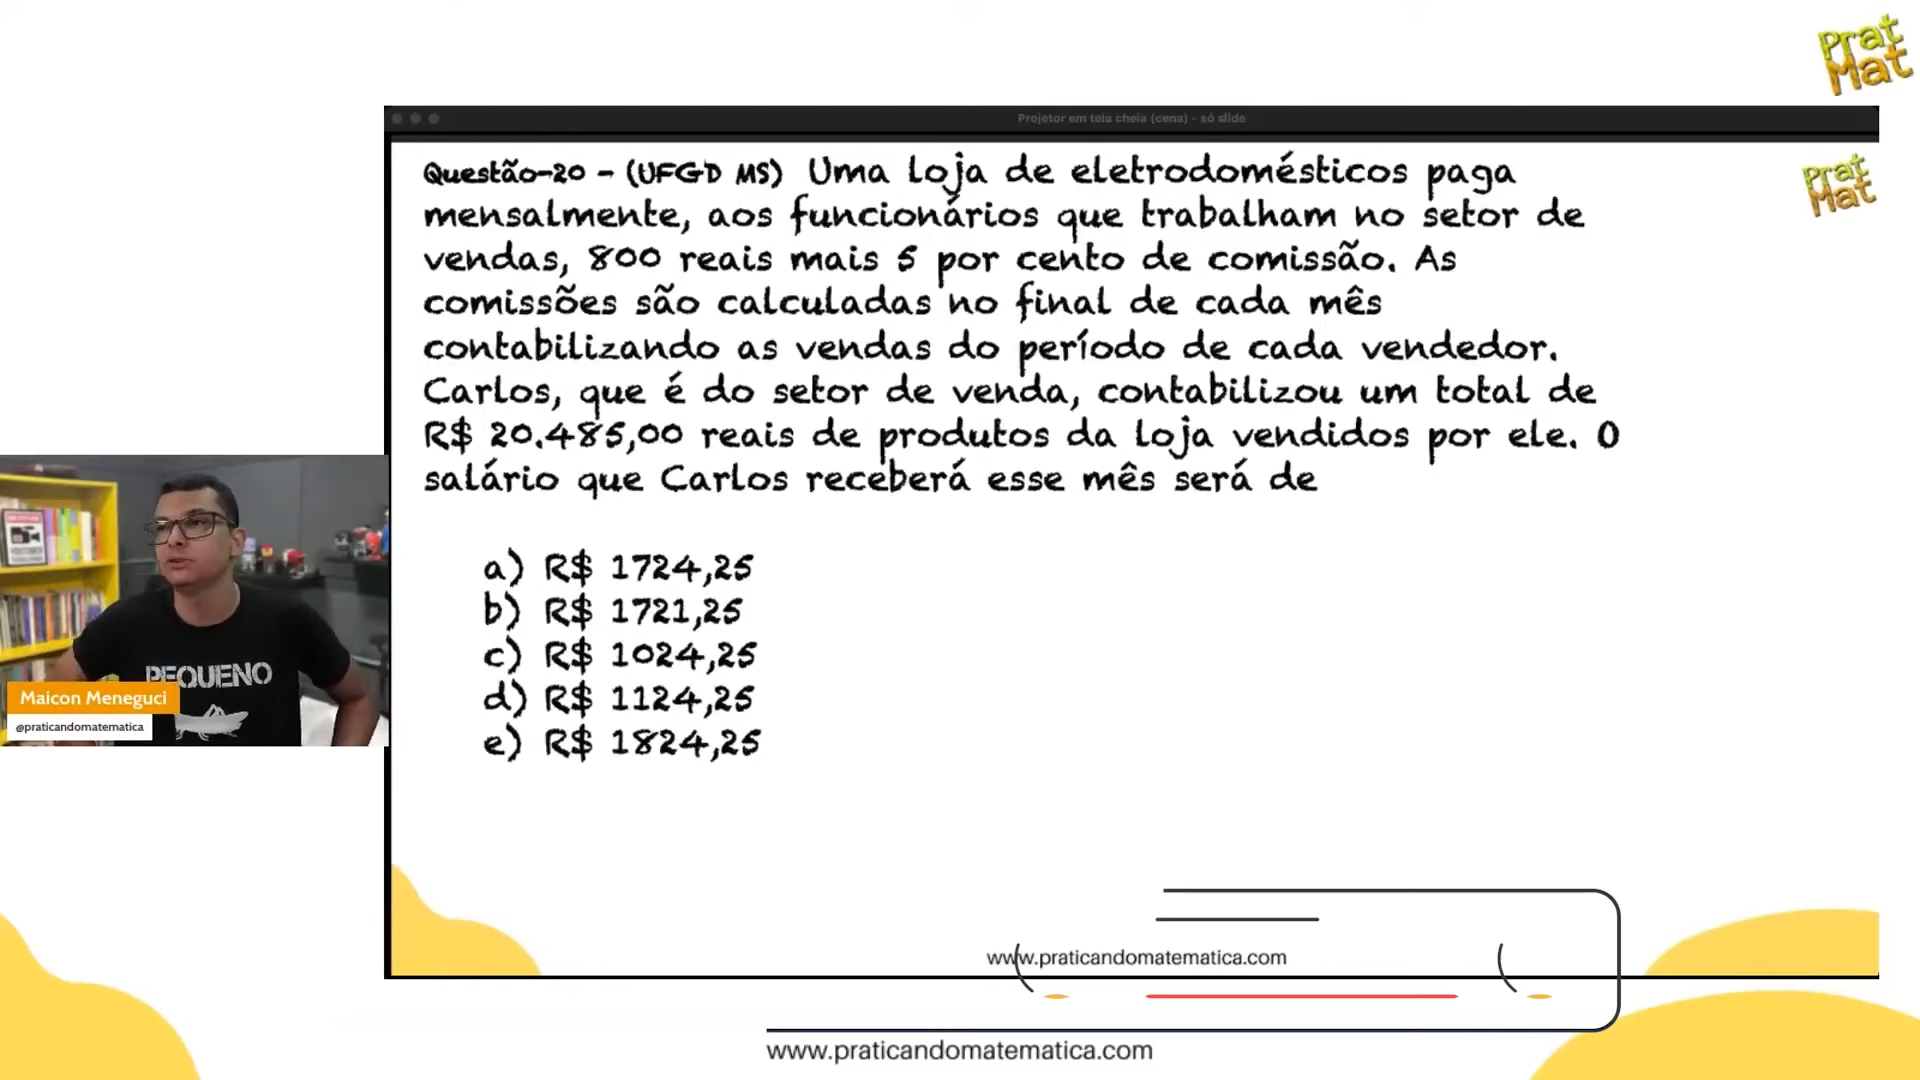 Prat
Mat
Projetor em tela cheia (cena) - só slide
Prat
Mat
Questão-20 - (UFGD MS) Uma loja de eletrodomésticos paga
mensalmente, aos funcionários que trabalham no setor de
vendas, 800 reais mais 5 por cento de comissão. As
comissões são calculadas no final de cada mês
contabilizando as vendas do período de cada vendedor.
Carlos, que é do setor de venda, contabilizou um total de
R$ 20.485,00 reais de produtos da loja vendidos por ele. O
salário que Carlos receberá esse mês será de
a) R$ 1724,25
b) R$ 1721,25
c) R$ 1024,25
d) R$ 1124,25
e) R$ 1824,25
PEQUENO
Maicon Meneguci
@praticandomatematica
www.praticandomatematica.com
www.praticandomatematica.com